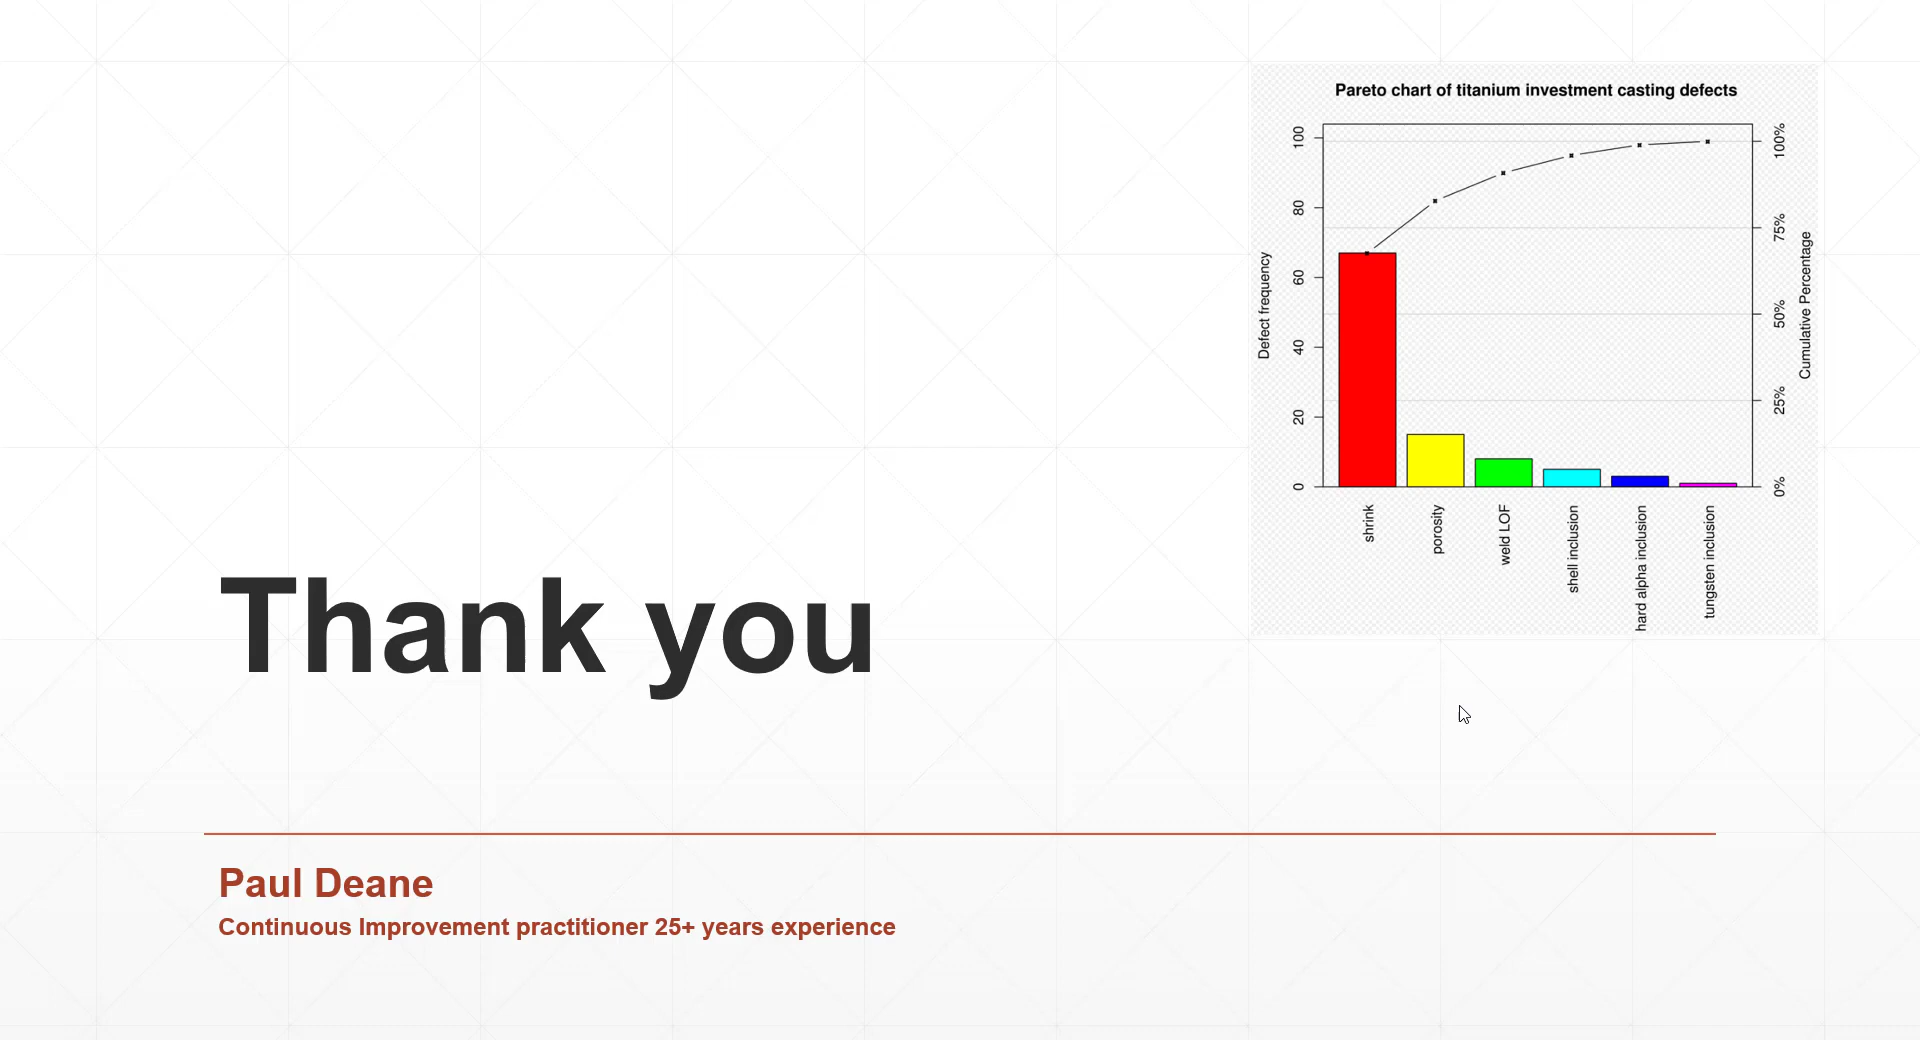 Pareto chart of titanium investment casting defects
100
80
60
40
20
0
Defect frequency
100%
75%
50%
25%
0%
Cumulative Percentage
shrink
porosity
weld LOF
shell inclusion
hard alpha inclusion
tungsten inclusion
Thank you
Paul Deane
Continuous Improvement practitioner 25+ years experience